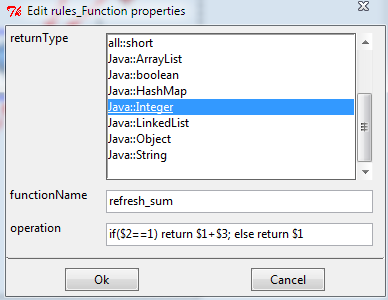 Edit rules_Function properties
returnType
all::short
Java::ArrayList
Java::boolean
Java::HashMap
Java::Integer
Java::LinkedList
Java::Object
Java::String
functionName
refresh_sum
operation
if($2==1) return $1+$3; else return $1
Ok
Cancel